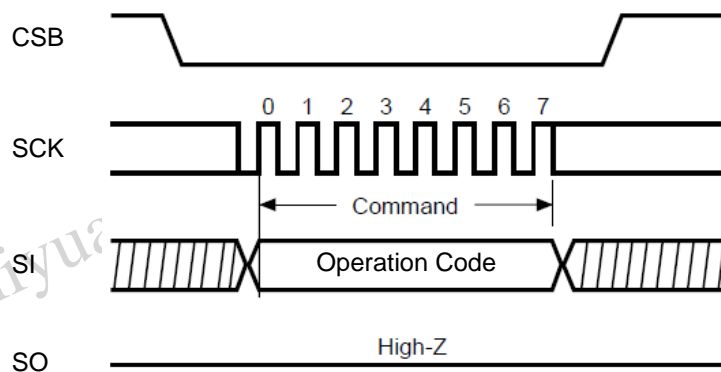 CSB
0 1 2 3 4 5 6 7
SCK
Command
SI
Operation Code
High-Z
SO